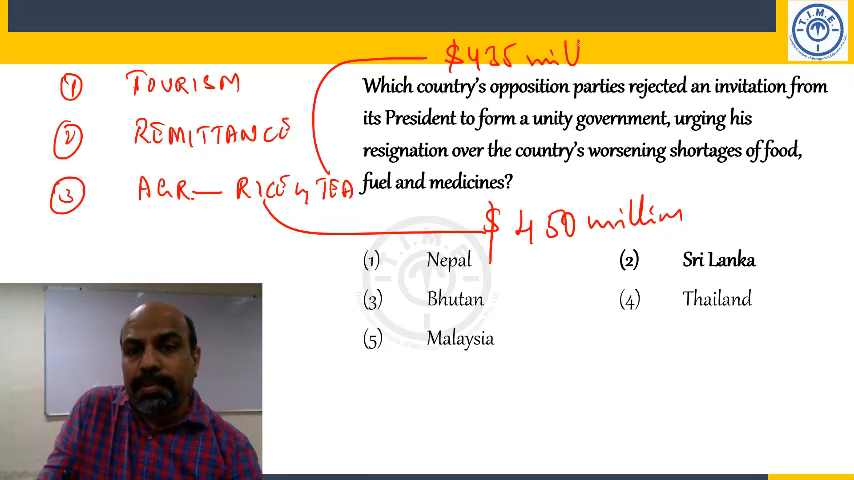 T.I.M.E.
$435 mill
① TOURISM
② REMITTANCE
③ AGR — RICE, TEA
Which country's opposition parties rejected an invitation from
its President to form a unity government, urging his
resignation over the country's worsening shortages of food,
fuel and medicines?
$ 450 million
(1) Nepal (2) Sri Lanka
(3) Bhutan (4) Thailand
(5) Malaysia